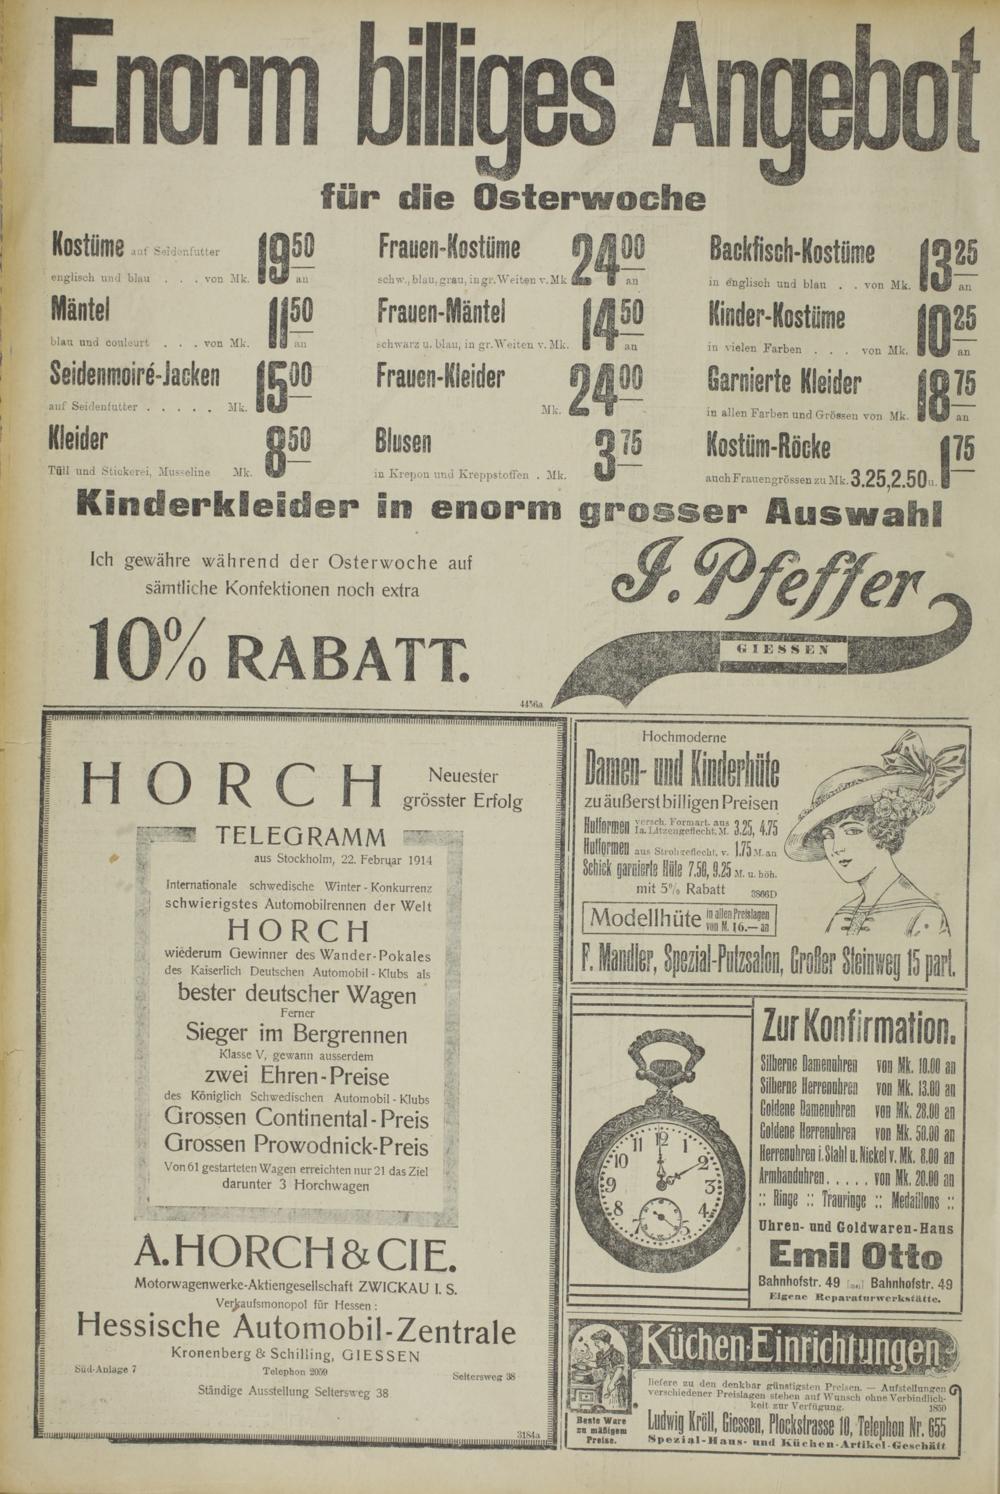 Enorm billiges Angebot
für die Osterwoche
Kostüme auf Seidenfutter
englisch und blau . . . von Mk. 19 50 an
Mäntel
blau und couleurt . . . von Mk. 11 50 an
Seidenmoiré-Jacken
auf Seidenfutter . . . . . Mk. 15 00
Kleider
Tüll und Stickerei, Musseline Mk. 8 50
Frauen-Kostüme
schw., blau, grau, in gr. Weiten v. Mk. 24 00 an
Frauen-Mäntel
schwarz u. blau, in gr. Weiten v. Mk. 14 50 an
Frauen-Kleider
Mk. 24 00
Blusen
in Krepon und Kreppstoffen . Mk. 3 75
Backfisch-Kostüme
in englisch und blau . . von Mk. 13 25 an
Kinder-Kostüme
in vielen Farben . . . von Mk. 10 25 an
Garnierte Kleider
in allen Farben und Grössen von Mk. 18 75 an
Kostüm-Röcke
auch Frauengrössen zu Mk. 3.25, 2.50 u. 1 75
Kinderkleider in enorm grosser Auswahl
Ich gewähre während der Osterwoche auf
sämtliche Konfektionen noch extra
10% RABATT.
J. Pfeffer
GIESSEN
4456a
HORCH
Neuester
grösster Erfolg
TELEGRAMM
aus Stockholm, 22. Februar 1914
Internationale schwedische Winter-Konkurrenz
schwierigstes Automobilrennen der Welt
HORCH
wiederum Gewinner des Wander-Pokales
des Kaiserlich Deutschen Automobil-Klubs als
bester deutscher Wagen
Ferner
Sieger im Bergrennen
Klasse V, gewann ausserdem
zwei Ehren-Preise
des Königlich Schwedischen Automobil-Klubs
Grossen Continental-Preis
Grossen Prowodnick-Preis
Von 61 gestarteten Wagen erreichten nur 21 das Ziel
darunter 3 Horchwagen
A. HORCH & CIE.
Motorwagenwerke-Aktiengesellschaft ZWICKAU I. S.
Verkaufsmonopol für Hessen:
Hessische Automobil-Zentrale
Kronenberg & Schilling, GIESSEN
Süd-Anlage 7 Telephon 2059 Seltersweg 38
Ständige Ausstellung Seltersweg 38
3184a
Hochmoderne
Damen- und Kinderhüte
zu äußerst billigen Preisen
Hutformen versch. Formart. aus Ia. Litzengeflecht, M. 3.25, 4.75
Hutformen aus Strohgeflecht, v. 1.75 M. an
Schick garnierte Hüte 7.50, 9.25 M. u. höh.
mit 5% Rabatt 3866D
Modellhüte in allen Preislagen von M. 16.— an
F. Mandler, Spezial-Putzsalon, Großer Steinweg 15 part.
12 1 2 3 4 5 7 8 9 10 11
Zur Konfirmation.
Silberne Damenuhren von Mk. 10.00 an
Silberne Herrenuhren von Mk. 13.00 an
Goldene Damenuhren von Mk. 28.00 an
Goldene Herrenuhren von Mk. 50.00 an
Herrenuhren i. Stahl u. Nickel v. Mk. 8.00 an
Armbanduhren . . . . . von Mk. 20.00 an
:: Ringe :: Trauringe :: Medaillons ::
Uhren- und Goldwaren-Haus
Emil Otto
Bahnhofstr. 49 Bahnhofstr. 49
Eigene Reparaturwerkstätte.
Küchen-Einrichtungen
liefere zu den denkbar günstigsten Preisen. — Aufstellungen
verschiedener Preislagen stehen auf Wunsch ohne Verbindlich-
keit zur Verfügung. 1850
Beste Ware
zu mäßigem
Preise.
Ludwig Kröll, Giessen, Plockstrasse 10, Telephon Nr. 655
Spezial-Haus- und Küchen-Artikel-Geschäft